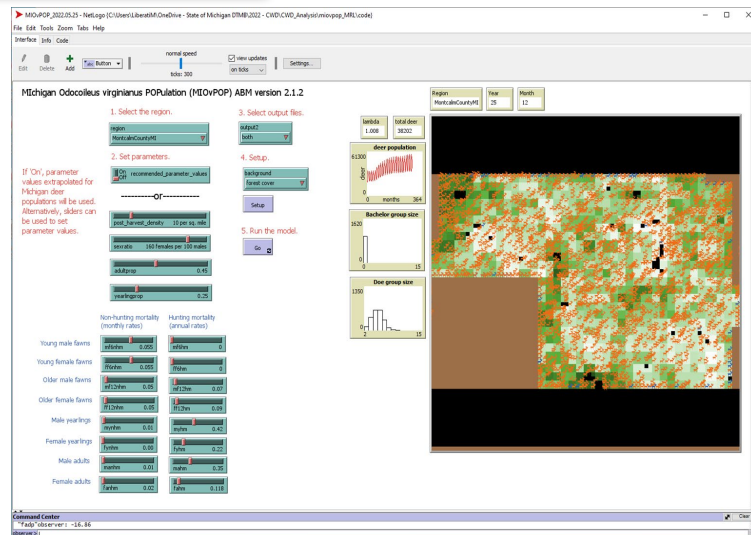 MIOvPOP_2022.05.25 - NetLogo {C:\Users\LiberatiM\OneDrive - State of Michigan DTMB\2022 - CWD\CWD_Analysis\miovpop_MRL\code}
File Edit Tools Zoom Tabs Help
Interface Info Code
Edit Delete Add Button
normal speed
ticks: 300
view updates
on ticks
Settings...
MIchigan Odocoileus virginianus POPulation (MIOvPOP) ABM version 2.1.2
1. Select the region.
region
MontcalmCountyMI
2. Set parameters.
On
Off
recommended_parameter_values
----------or-----------
If 'On', parameter
values extrapolated for
Michigan deer
populations will be used.
Alternatively, sliders can
be used to set
parameter values.
post_harvest_density 10 per sq. mile
sexratio 160 females per 100 males
adultprop 0.45
yearlingprop 0.25
3. Select output files.
output2
both
4. Setup.
background
forest cover
Setup
5. Run the model.
Go
Non-hunting mortality
(monthly rates)
Hunting mortality
(annual rates)
Young male fawns
mf6nhm 0.055
mf6hm 0
Young female fawns
ff6nhm 0.055
ff6hm 0
Older male fawns
mf12nhm 0.05
mf12hm 0.07
Older female fawns
ff12nhm 0.05
ff12hm 0.09
Male yearlings
mynhm 0.01
myhm 0.42
Female yearlings
fynhm 0.00
fyhm 0.22
Male adults
manhm 0.01
mahm 0.35
Female adults
fanhm 0.02
fahm 0.118
lambda
1.008
total deer
38202
deer population
61300
deer
0
0 months 364
Bachelor group size
1620
0
0 15
Doe group size
1350
0
2 15
Region
MontcalmCountyMI
Year
25
Month
12
Command Center
Clear
"fadp"observer: -16.86
observer>